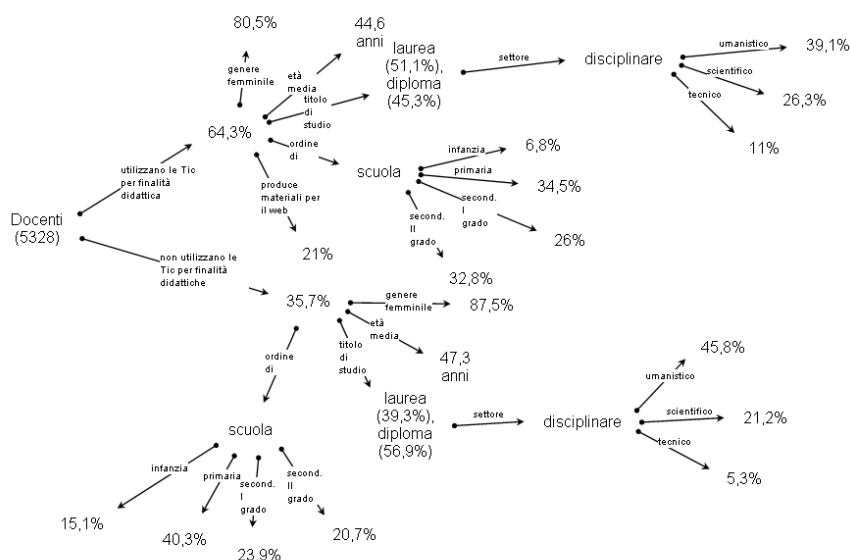 80,5%
44,6
anni
genere
femminile
età
media
titolo
di
studio
laurea
(51,1%),
diploma
(45,3%)
settore
disciplinare
umanistico
39,1%
scientifico
26,3%
tecnico
11%
64,3%
ordine
di
scuola
infanzia
6,8%
primaria
34,5%
second.
I
grado
26%
second.
II
grado
32,8%
utilizzano le Tic
per finalità
didattica
produce
materiali per
il web
21%
Docenti
(5328)
non utilizzano le
Tic per finalità
didattiche
35,7%
genere
femminile
87,5%
età
media
47,3
anni
titolo
di
studio
laurea
(39,3%),
diploma
(56,9%)
settore
disciplinare
umanistico
45,8%
scientifico
21,2%
tecnico
5,3%
ordine
di
scuola
infanzia
15,1%
primaria
40,3%
second.
I
grado
23,9%
second.
II grado
20,7%